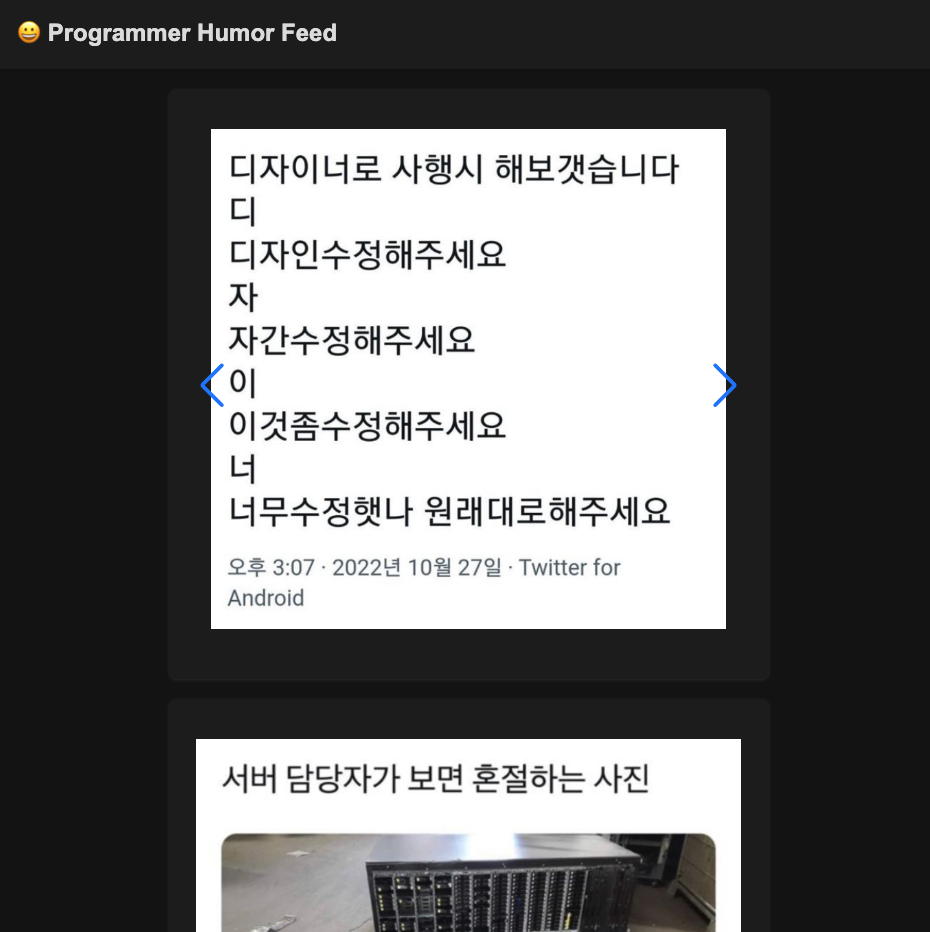 😀 Programmer Humor Feed
디자이너로 사행시 해보갯습니다
디
디자인수정해주세요
자
자간수정해주세요
이
이것좀수정해주세요
너
너무수정햇나 원래대로해주세요
오후 3:07 · 2022년 10월 27일 · Twitter for
Android
서버 담당자가 보면 혼절하는 사진